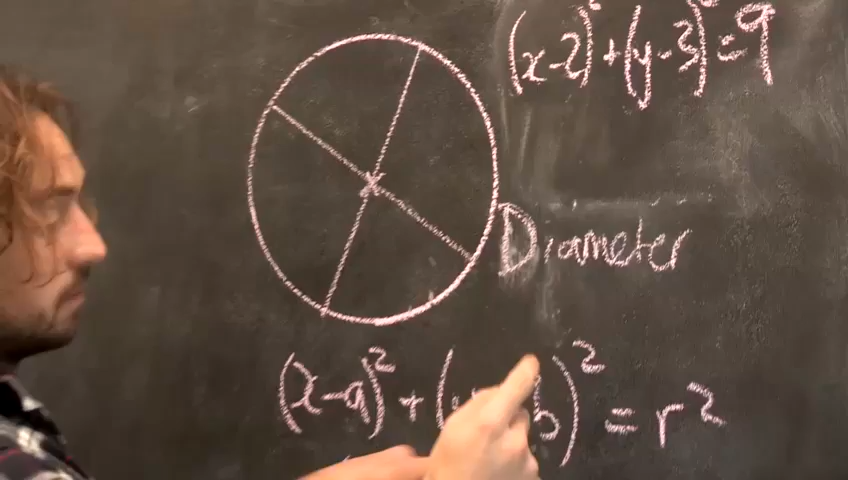 (x-2)²+(y-3)²=9
Diameter
(x-a)²+(y b)²=r²